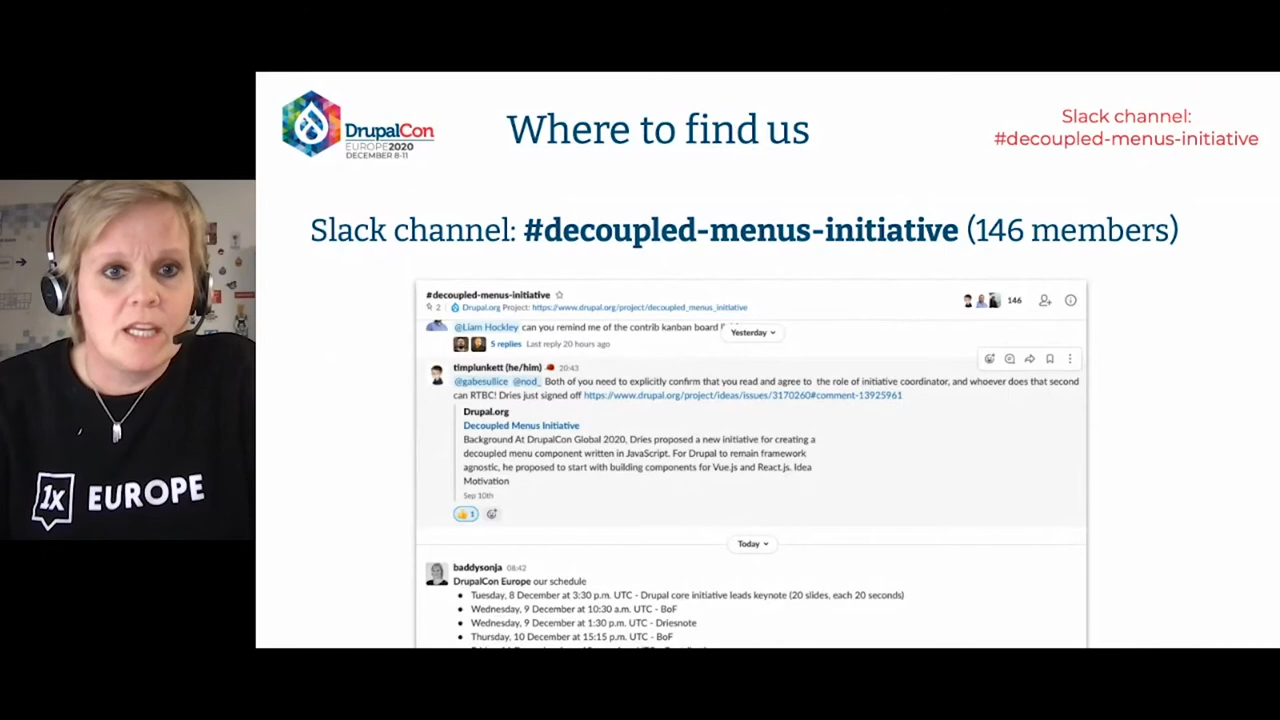 DrupalCon
EUROPE2020
DECEMBER 8-11
Where to find us
Slack channel:
#decoupled-menus-initiative
Slack channel: #decoupled-menus-initiative (146 members)
#decoupled-menus-initiative
2 Drupal.org Project: https://www.drupal.org/project/decoupled_menus_initiative
146
@Liam Hockley can you remind me of the contrib kanban board
Yesterday
5 replies Last reply 20 hours ago
timplunkett (he/him) 20:43
@gabesullice @nod_ Both of you need to explicitly confirm that you read and agree to the role of initiative coordinator, and whoever does that second
can RTBC! Dries just signed off https://www.drupal.org/project/ideas/issues/3170260#comment-13925961
Drupal.org
Decoupled Menus Initiative
Background At DrupalCon Global 2020, Dries proposed a new initiative for creating a
decoupled menu component written in JavaScript. For Drupal to remain framework
agnostic, he proposed to start with building components for Vue.js and React.js. Idea
Motivation
Sep 10th
1
Today
baddysonja 08:42
DrupalCon Europe our schedule
• Tuesday, 8 December at 3:30 p.m. UTC - Drupal core initiative leads keynote (20 slides, each 20 seconds)
• Wednesday, 9 December at 10:30 a.m. UTC - BoF
• Wednesday, 9 December at 1:30 p.m. UTC - Driesnote
• Thursday, 10 December at 15:15 p.m. UTC - BoF
1x EUROPE